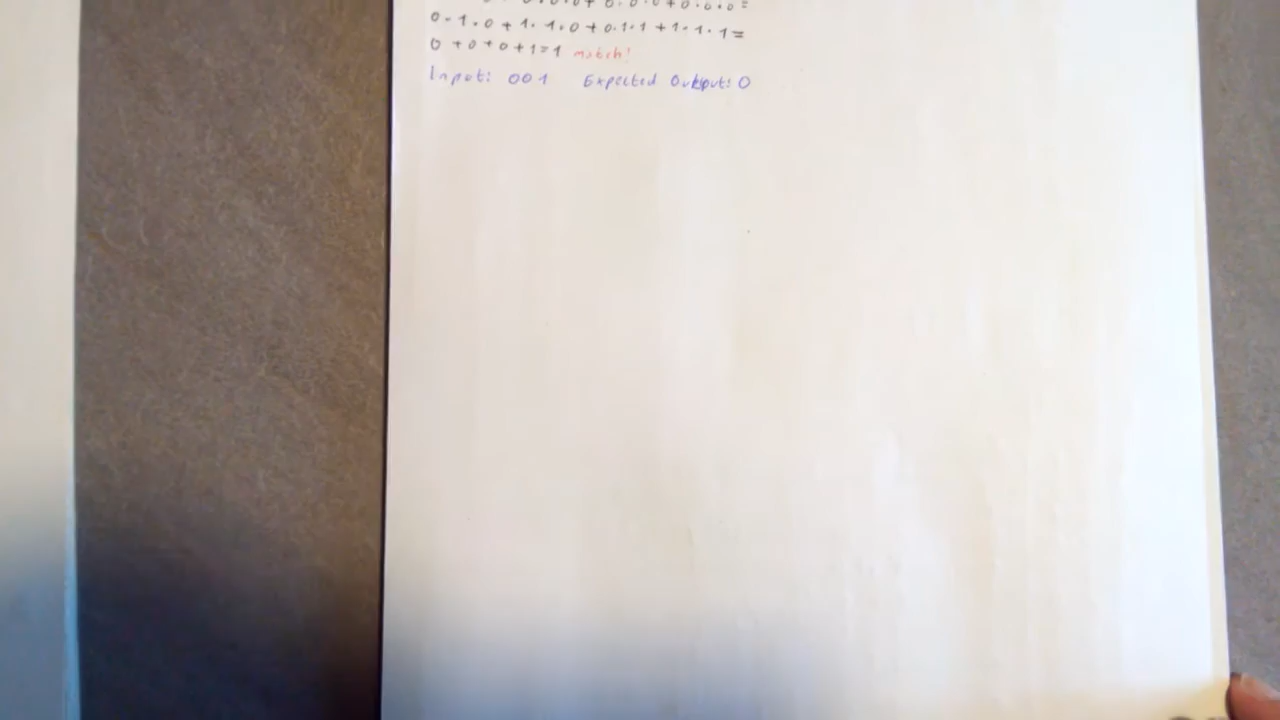 0·1·0 + 1·1·0 + 0·1·1 + 1·1·1 =
0 + 0 + 0 + 1 = 1 match!
Input: 001 Expected Output: 0